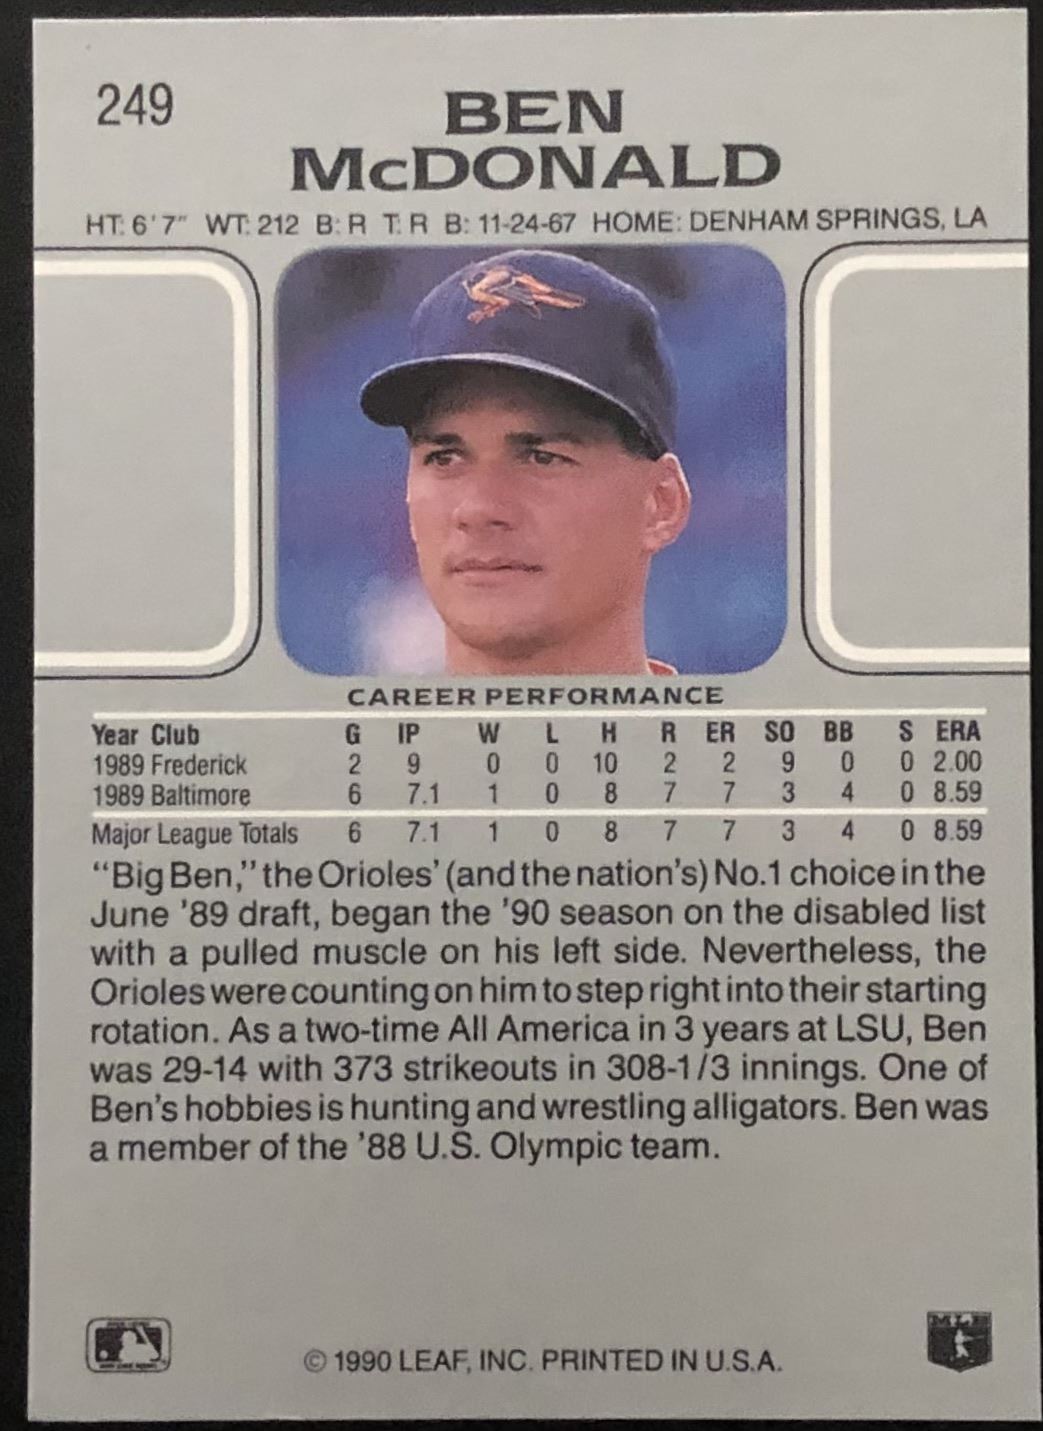 249
BEN
McDONALD
HT: 6'7" WT: 212 B: R T: R B: 11-24-67 HOME: DENHAM SPRINGS, LA
CAREER PERFORMANCE
Year Club G IP W L H R ER SO BB S ERA
1989 Frederick 2 9 0 0 10 2 2 9 0 0 2.00
1989 Baltimore 6 7.1 1 0 8 7 7 3 4 0 8.59
Major League Totals 6 7.1 1 0 8 7 7 3 4 0 8.59
"Big Ben," the Orioles' (and the nation's) No.1 choice in the
June '89 draft, began the '90 season on the disabled list
with a pulled muscle on his left side. Nevertheless, the
Orioles were counting on him to step right into their starting
rotation. As a two-time All America in 3 years at LSU, Ben
was 29-14 with 373 strikeouts in 308-1/3 innings. One of
Ben's hobbies is hunting and wrestling alligators. Ben was
a member of the '88 U.S. Olympic team.
© 1990 LEAF, INC. PRINTED IN U.S.A.